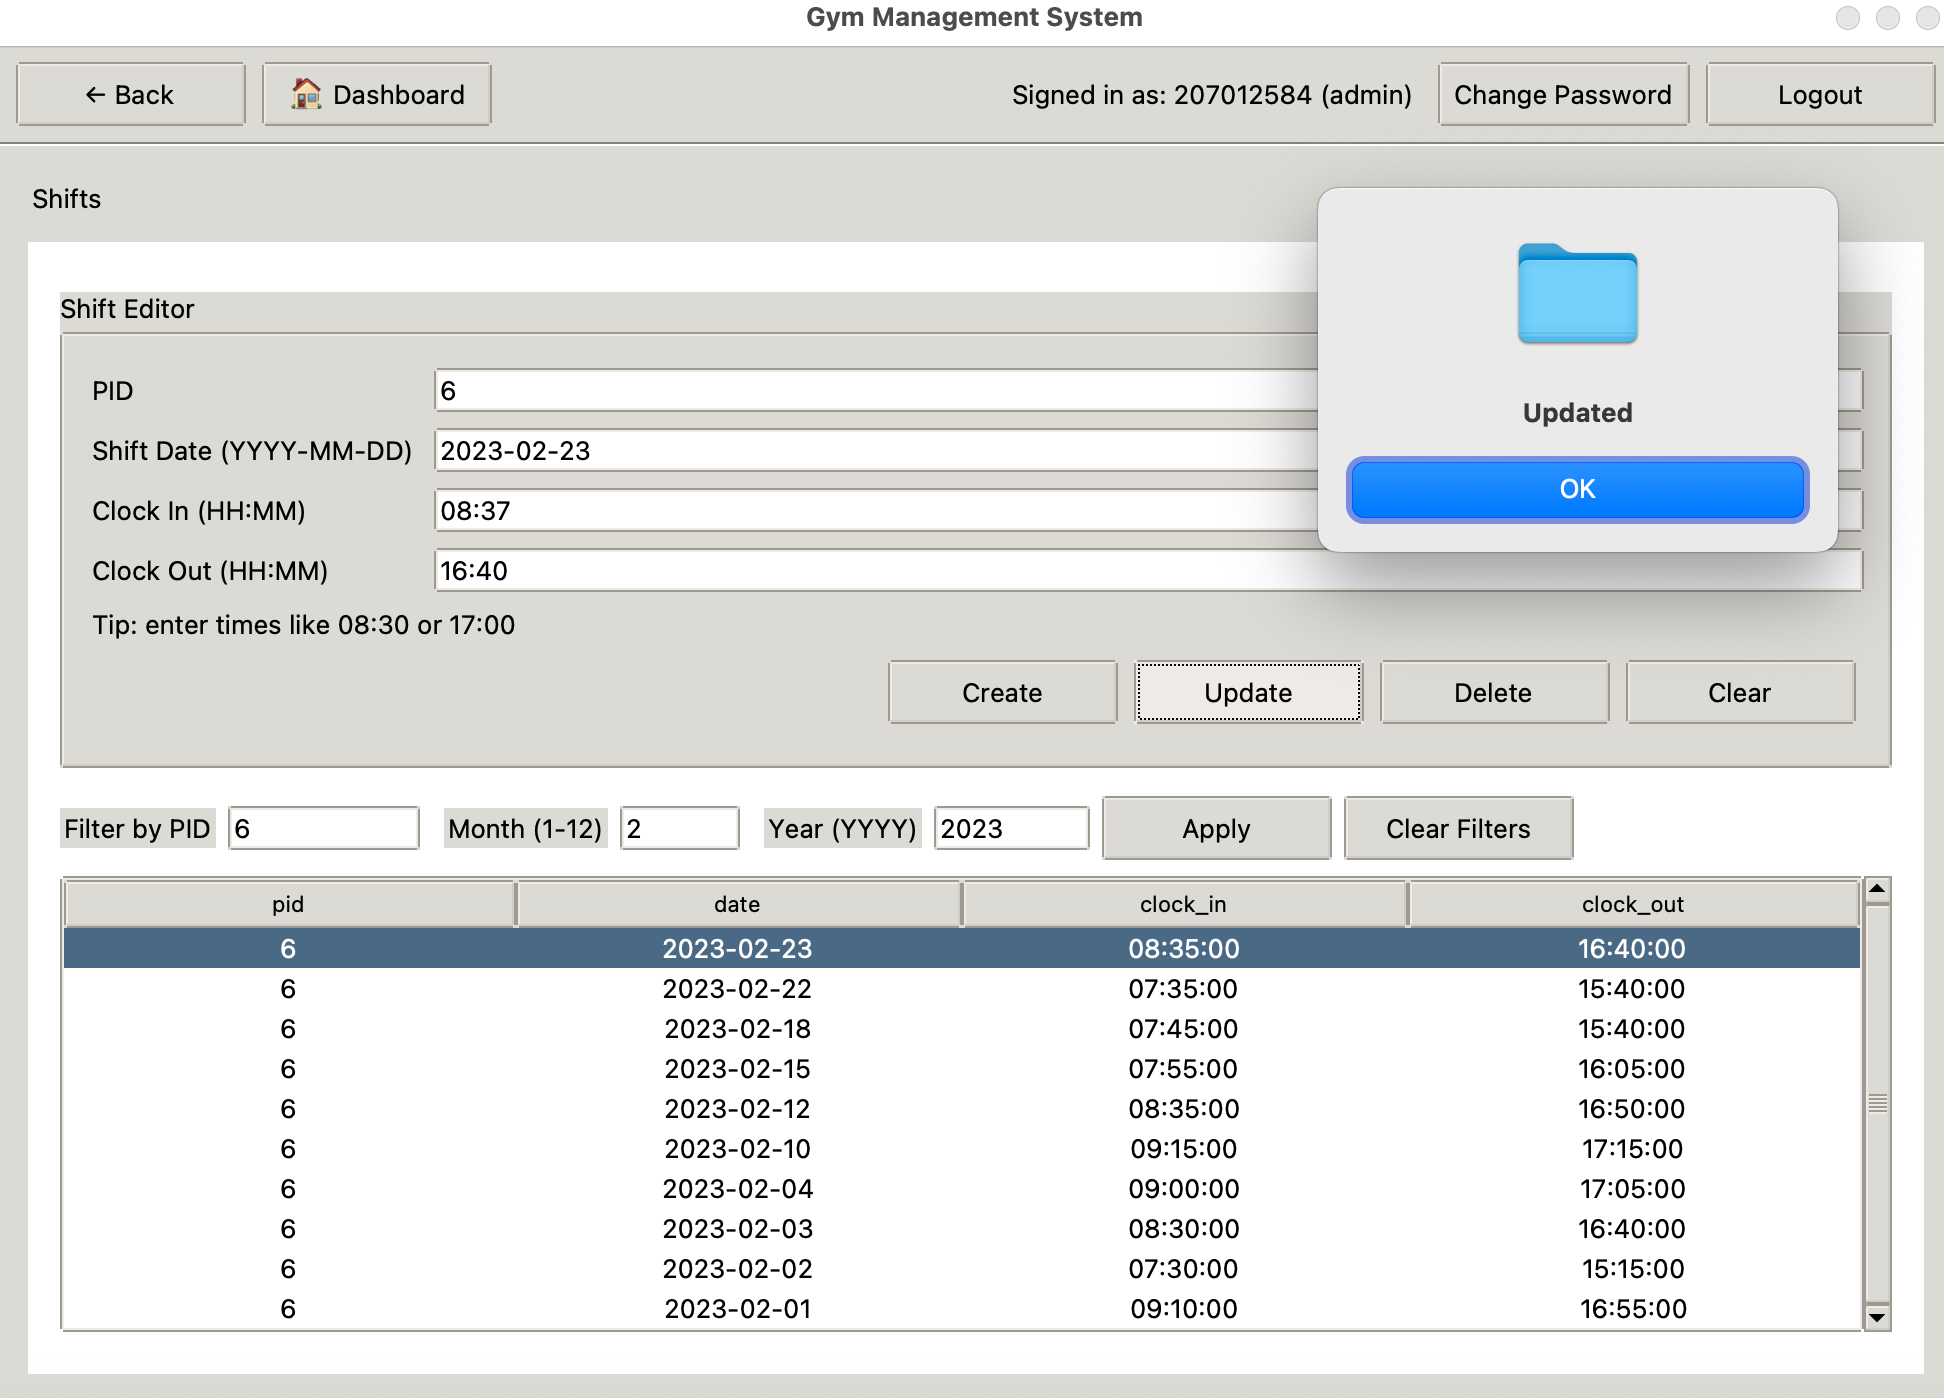 Gym Management System
← Back
Dashboard
Signed in as: 207012584 (admin)
Change Password
Logout
Shifts
Shift Editor
PID
6
Shift Date (YYYY-MM-DD)
2023-02-23
Clock In (HH:MM)
08:37
Clock Out (HH:MM)
16:40
Tip: enter times like 08:30 or 17:00
Updated
OK
Create
Update
Delete
Clear
Filter by PID
6
Month (1-12)
2
Year (YYYY)
2023
Apply
Clear Filters
pid date clock_in clock_out
6 2023-02-23 08:35:00 16:40:00
6 2023-02-22 07:35:00 15:40:00
6 2023-02-18 07:45:00 15:40:00
6 2023-02-15 07:55:00 16:05:00
6 2023-02-12 08:35:00 16:50:00
6 2023-02-10 09:15:00 17:15:00
6 2023-02-04 09:00:00 17:05:00
6 2023-02-03 08:30:00 16:40:00
6 2023-02-02 07:30:00 15:15:00
6 2023-02-01 09:10:00 16:55:00